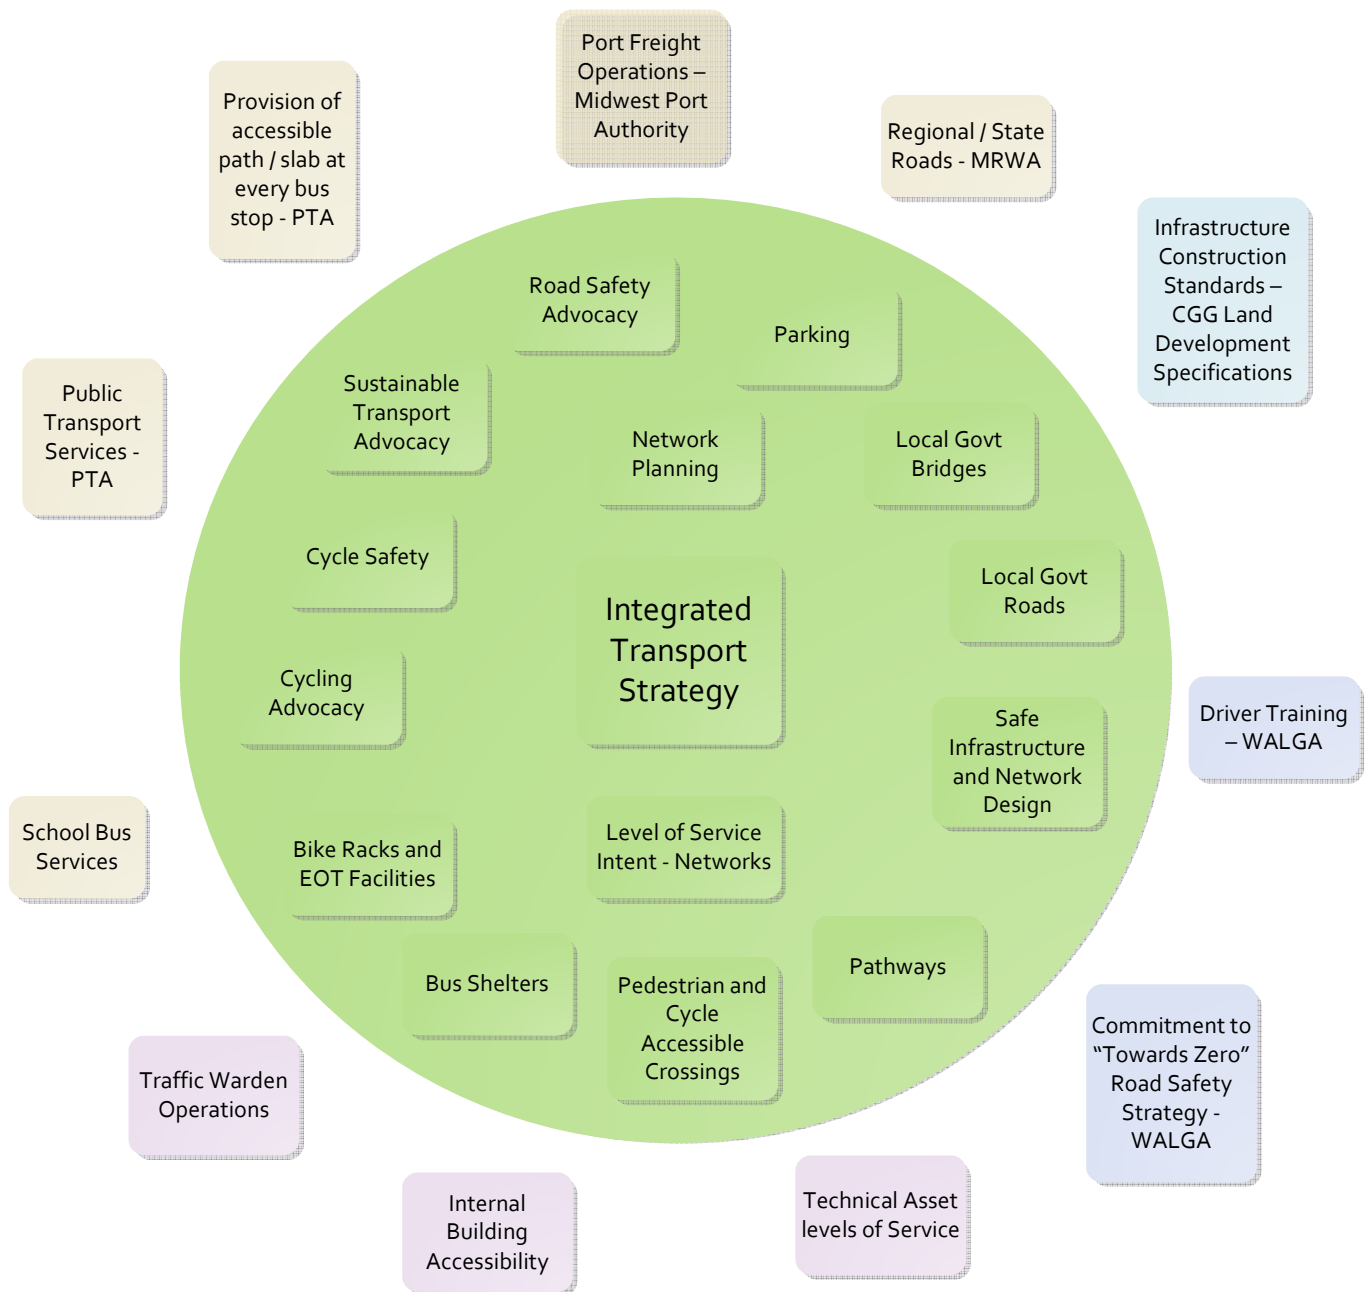 Port Freight
Operations –
Midwest Port
Authority
Provision of
accessible
path / slab at
every bus
stop - PTA
Regional / State
Roads - MRWA
Infrastructure
Construction
Standards –
CGG Land
Development
Specifications
Road Safety
Advocacy
Parking
Sustainable
Transport
Advocacy
Public
Transport
Services -
PTA
Network
Planning
Local Govt
Bridges
Cycle Safety
Local Govt
Roads
Integrated
Transport
Strategy
Cycling
Advocacy
Safe
Infrastructure
and Network
Design
Driver Training
– WALGA
School Bus
Services
Bike Racks and
EOT Facilities
Level of Service
Intent - Networks
Bus Shelters
Pedestrian and
Cycle
Accessible
Crossings
Pathways
Commitment to
“Towards Zero”
Road Safety
Strategy -
WALGA
Traffic Warden
Operations
Internal
Building
Accessibility
Technical Asset
levels of Service